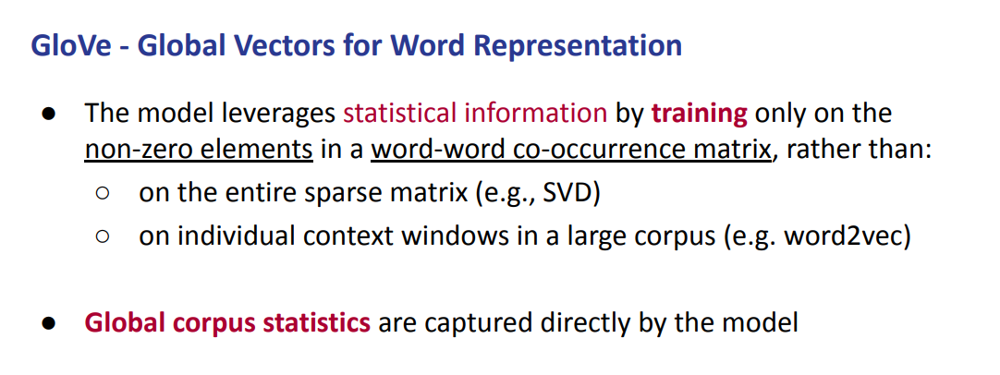 GloVe - Global Vectors for Word Representation
● The model leverages statistical information by training only on the
non-zero elements in a word-word co-occurrence matrix, rather than:
○ on the entire sparse matrix (e.g., SVD)
○ on individual context windows in a large corpus (e.g. word2vec)
● Global corpus statistics are captured directly by the model